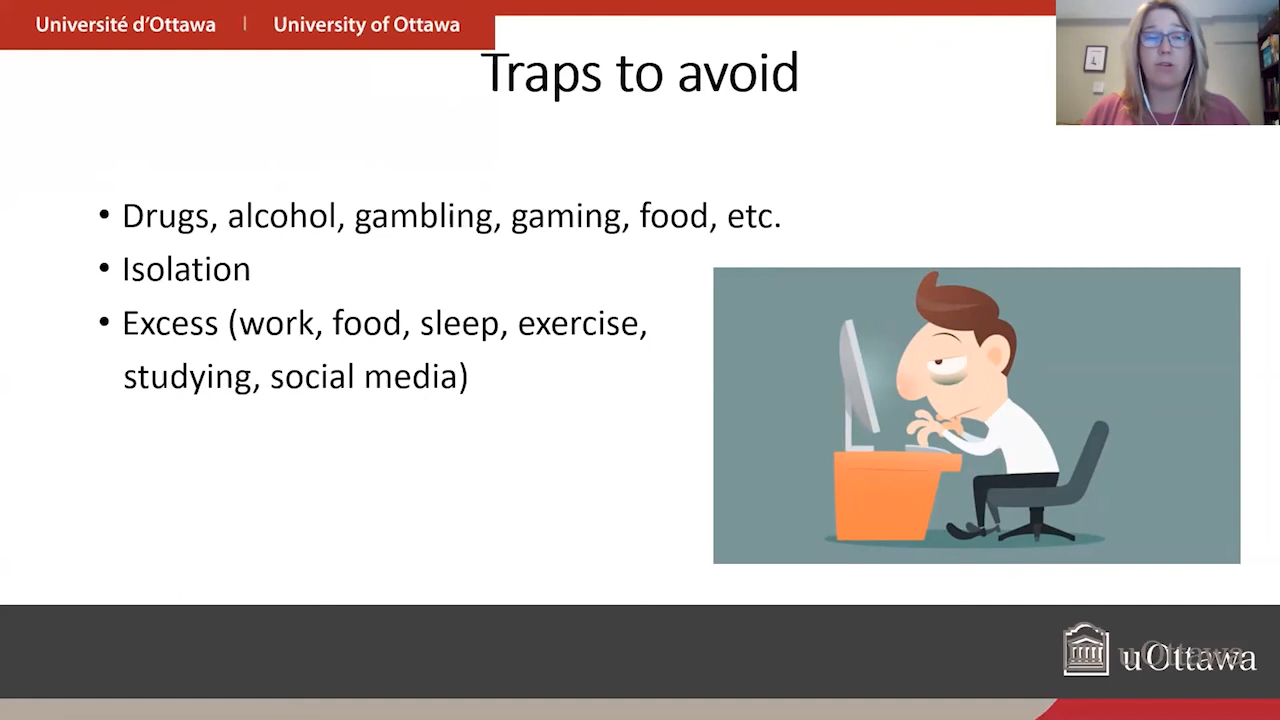 Université d'Ottawa | University of Ottawa
Traps to avoid
• Drugs, alcohol, gambling, gaming, food, etc.
• Isolation
• Excess (work, food, sleep, exercise,
studying, social media)
uOttawa